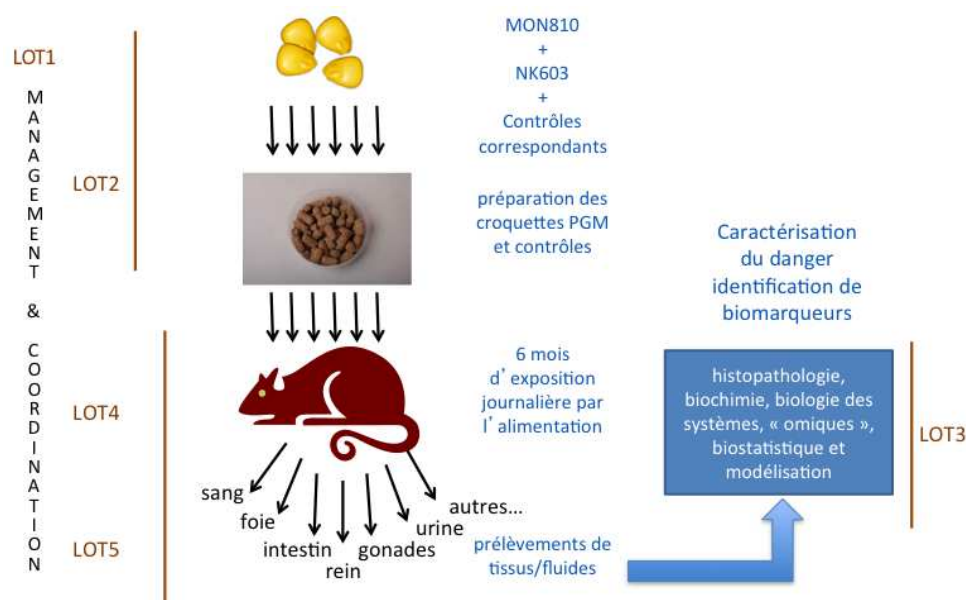 LOT1
MANAGEMENT
&
COORDINATION
LOT2
MON810
+
NK603
+
Contrôles
correspondants
préparation des
croquettes PGM
et contrôles
LOT4
6 mois
d' exposition
journalière par
l' alimentation
Caractérisation
du danger
identification de
biomarqueurs
histopathologie,
biochimie, biologie des
systèmes, « omiques »,
biostatistique et
modélisation
LOT3
LOT5
sang
foie
intestin
rein
gonades
urine
autres...
prélèvements de
tissus/fluides